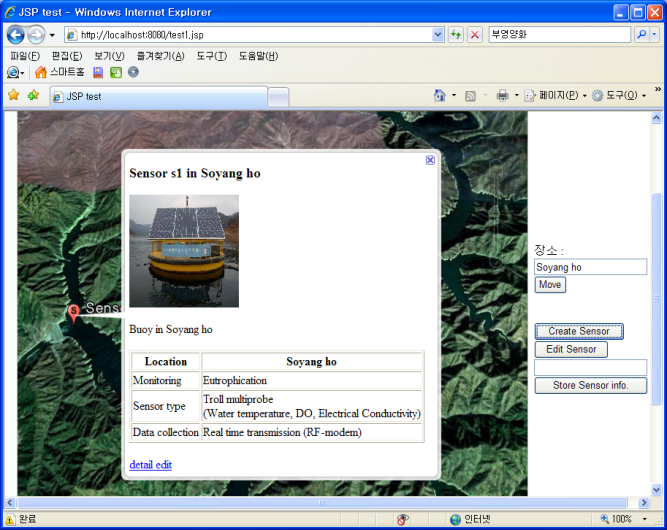 JSP test - Windows Internet Explorer
http://localhost:8080/test1.jsp
부영양화
파일(F) 편집(E) 보기(V) 즐겨찾기(A) 도구(T) 도움말(H)
스마트홈
JSP test
페이지(P)
도구(O)
»
Sensor s1 in Soyang ho
S
Sens
Buoy in Soyang ho
Location Soyang ho
Monitoring Eutrophication
Sensor type Troll multiprobe
(Water temperature, DO, Electrical Conductivity)
Data collection Real time transmission (RF-modem)
detail edit
장소 :
Soyang ho
Move
Create Sensor
Edit Sensor
Store Sensor info.
완료
인터넷
100%